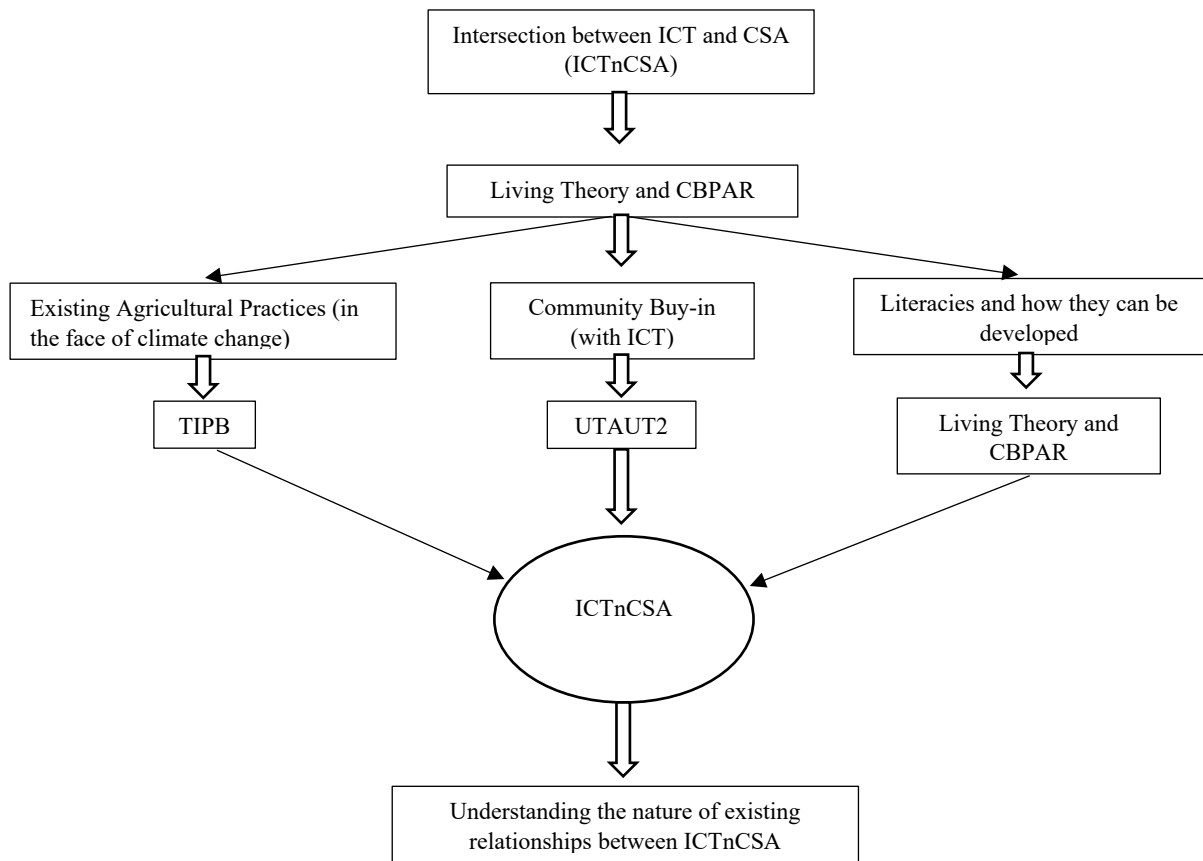 Intersection between ICT and CSA
(ICTnCSA)
Living Theory and CBPAR
Existing Agricultural Practices (in
the face of climate change)
Community Buy-in
(with ICT)
Literacies and how they can be
developed
TIPB
UTAUT2
Living Theory and
CBPAR
ICTnCSA
Understanding the nature of existing
relationships between ICTnCSA